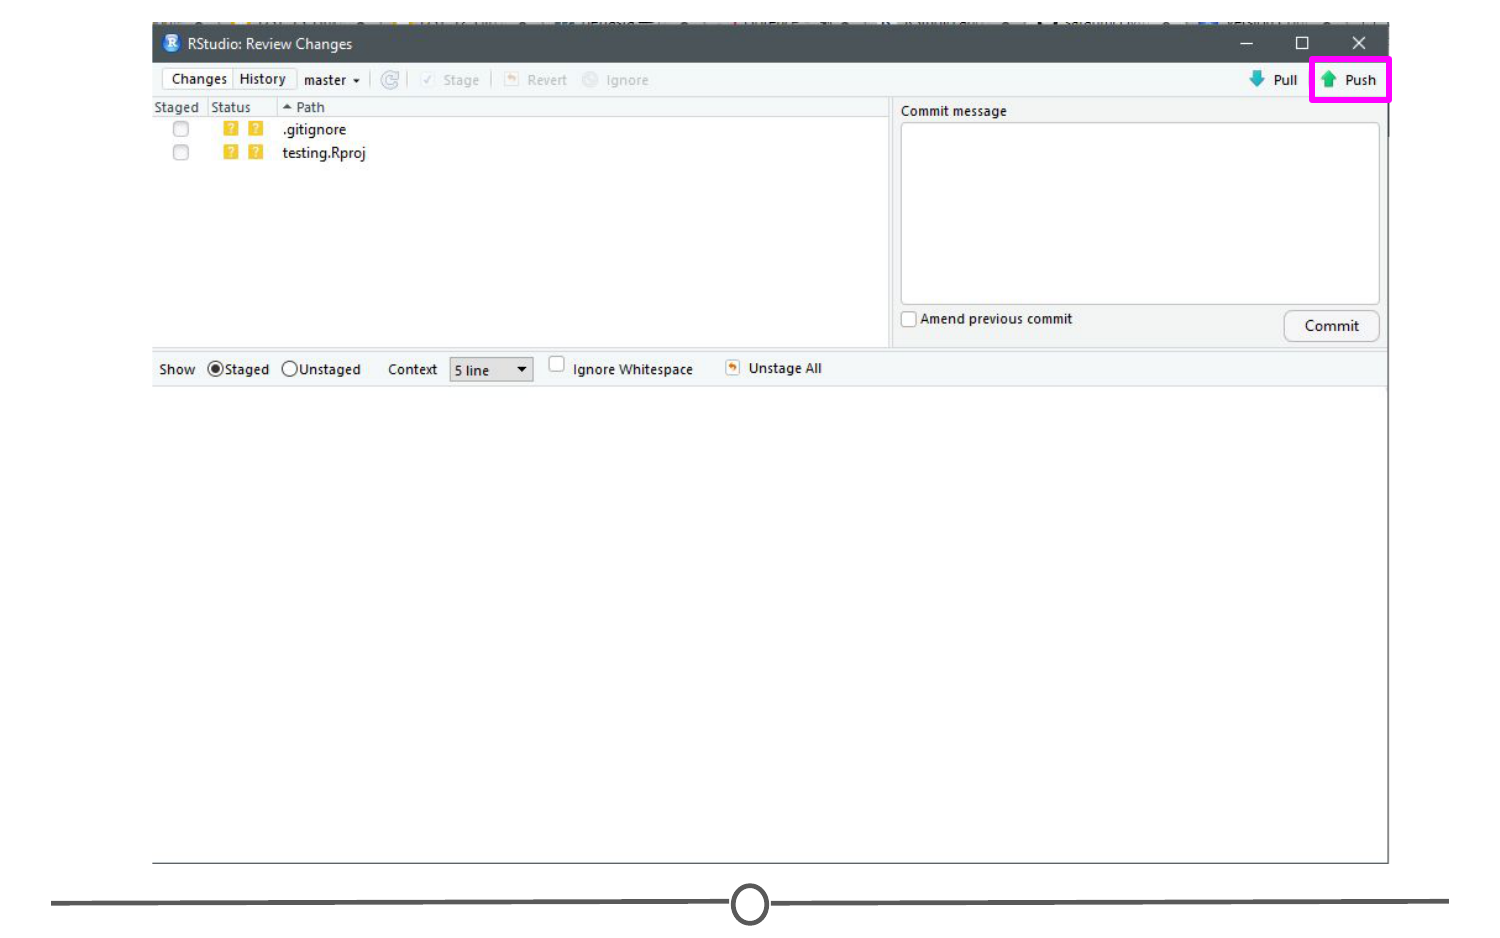 RStudio: Review Changes
Changes History master Stage Revert Ignore Pull Push
Staged Status Path
Commit message
? ? .gitignore
? ? testing.Rproj
Amend previous commit
Commit
Show Staged Unstaged Context 5 line Ignore Whitespace Unstage All